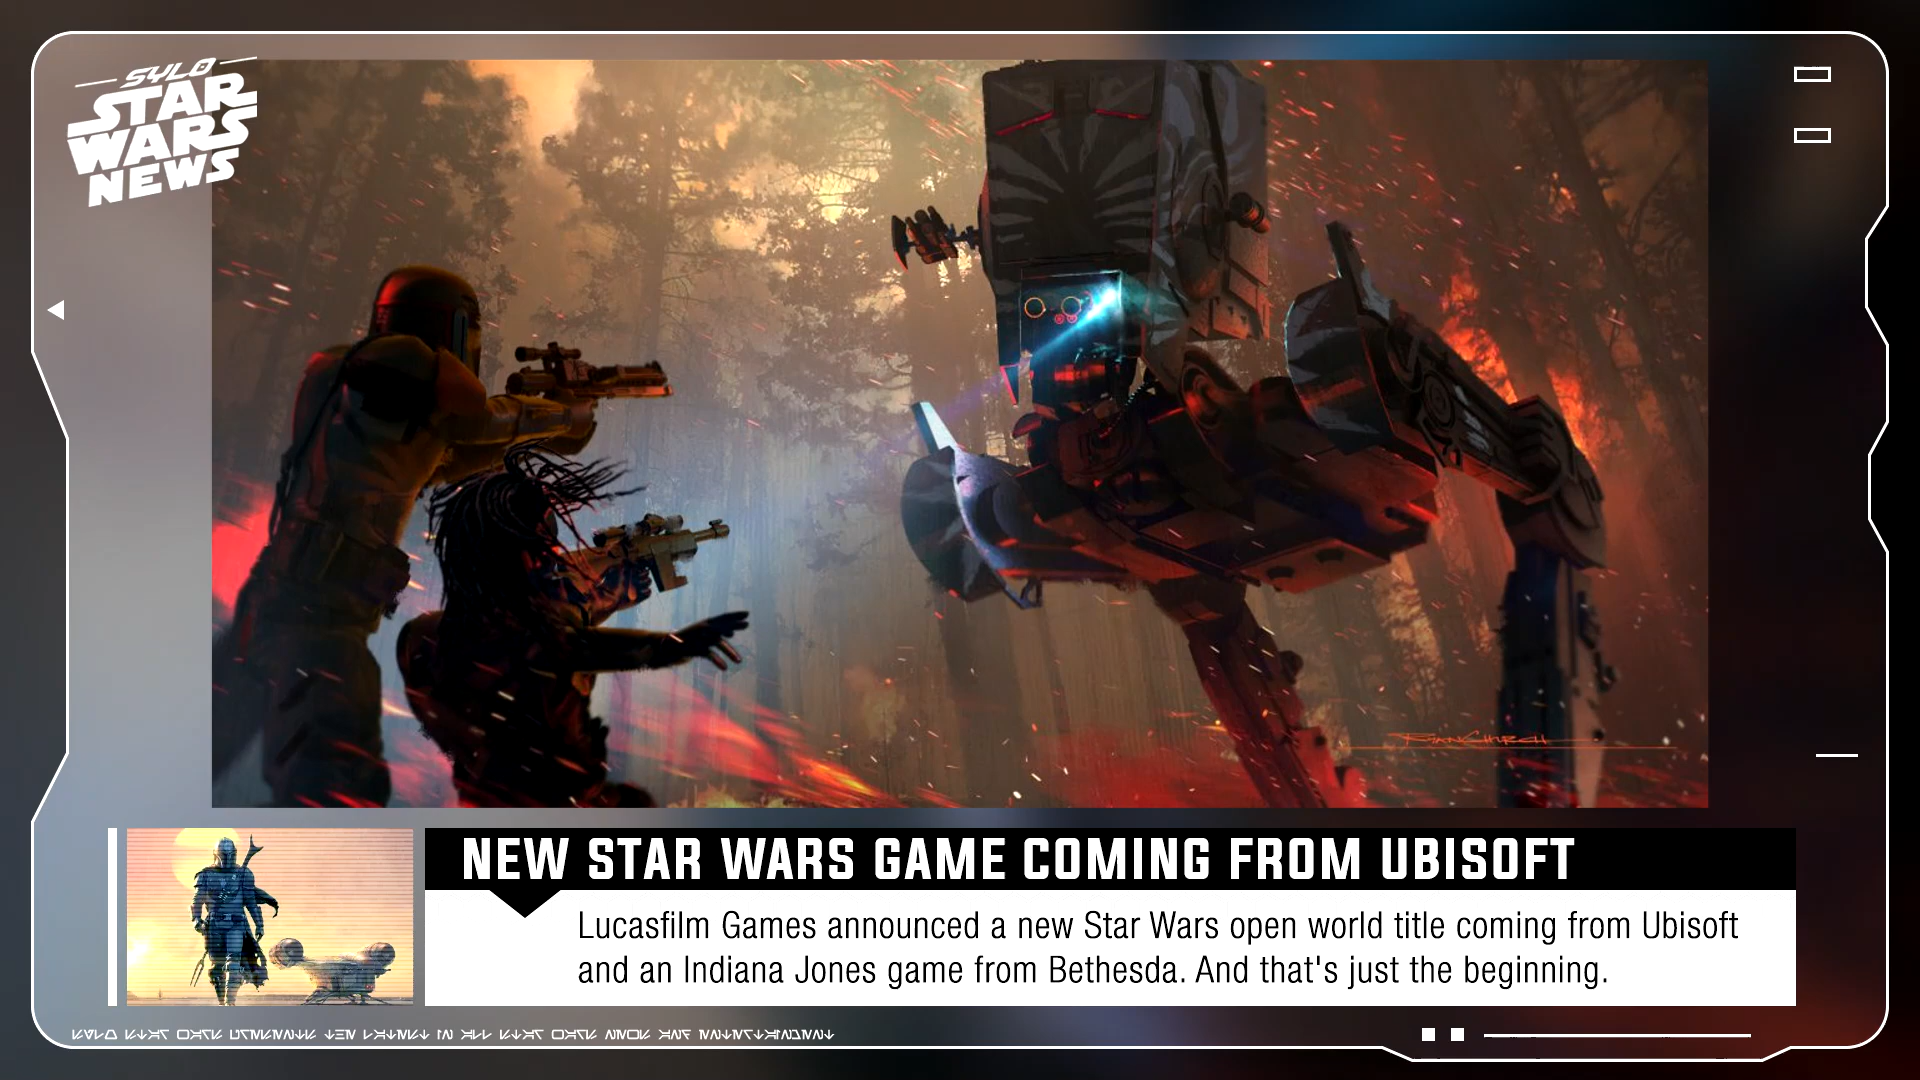 SYLO
STAR
WARS
NEWS
RYANCHURCH
NEW STAR WARS GAME COMING FROM UBISOFT
Lucasfilm Games announced a new Star Wars open world title coming from Ubisoft
and an Indiana Jones game from Bethesda. And that's just the beginning.